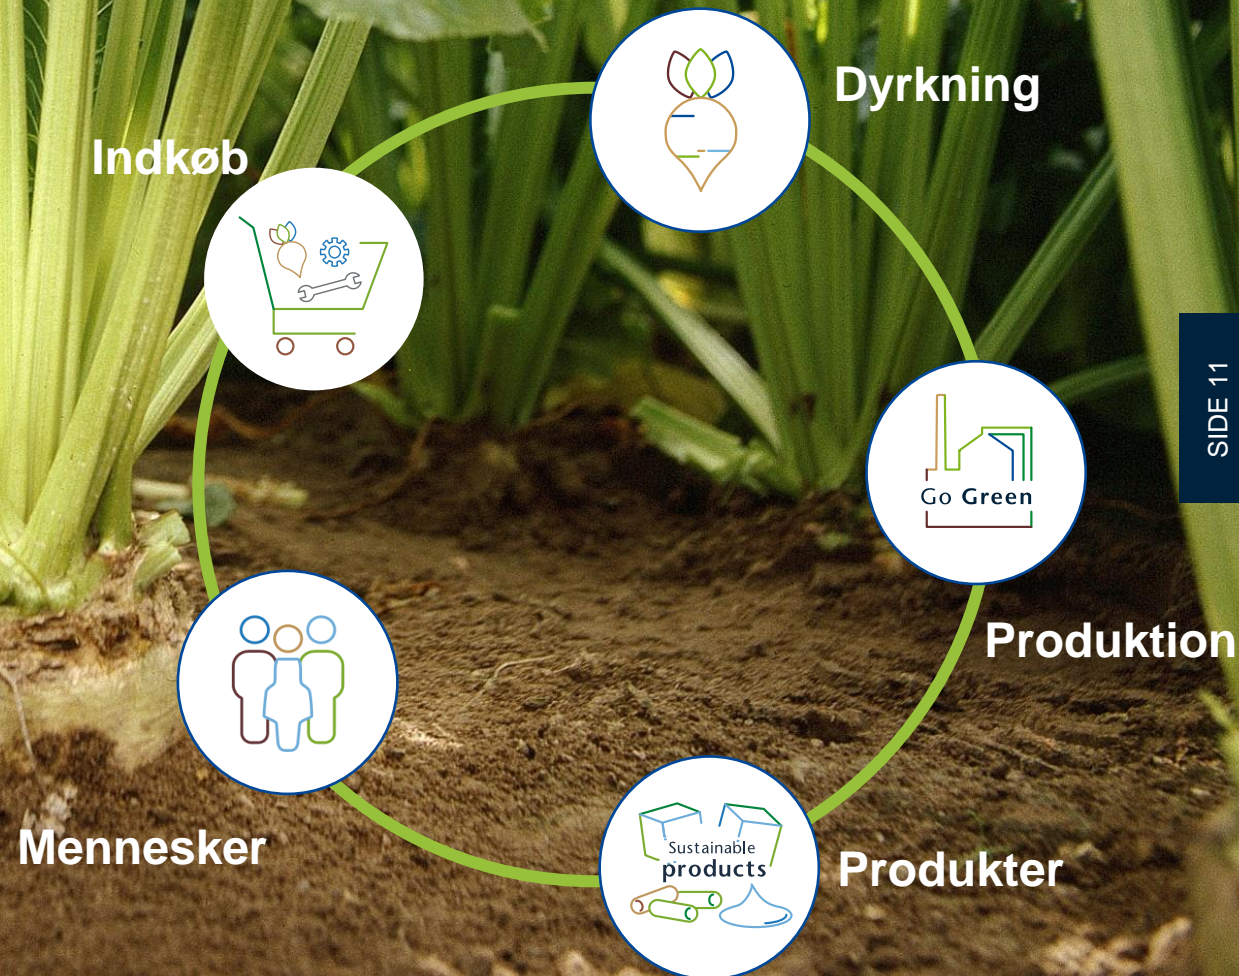 Dyrkning
Indkøb
SIDE 11
Go Green
Produktion
Mennesker
Sustainable
products
Produkter